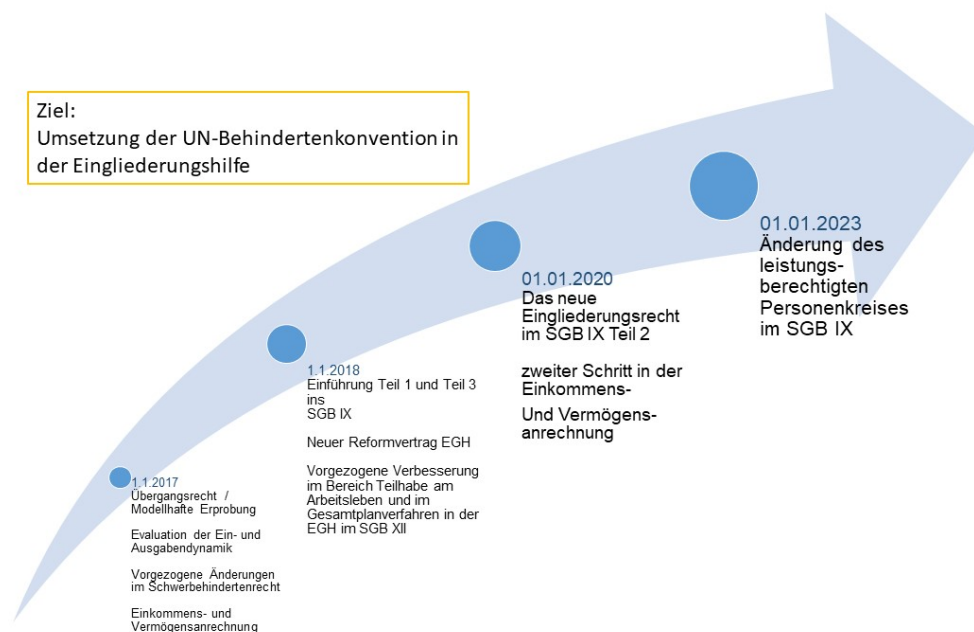 Ziel:
Umsetzung der UN-Behindertenkonvention in
der Eingliederungshilfe
1.1.2017
Übergangsrecht /
Modellhafte Erprobung
Evaluation der Ein- und
Ausgabendynamik
Vorgezogene Änderungen
im Schwerbehindertenrecht
Einkommens- und
Vermögensanrechnung
1.1.2018
Einführung Teil 1 und Teil 3
ins
SGB IX
Neuer Reformvertrag EGH
Vorgezogene Verbesserung
im Bereich Teilhabe am
Arbeitsleben und im
Gesamtplanverfahren in der
EGH im SGB XII
01.01.2020
Das neue
Eingliederungsrecht
im SGB IX Teil 2
zweiter Schritt in der
Einkommens-
Und Vermögens-
anrechnung
01.01.2023
Änderung des
leistungs-
berechtigten
Personenkreises
im SGB IX